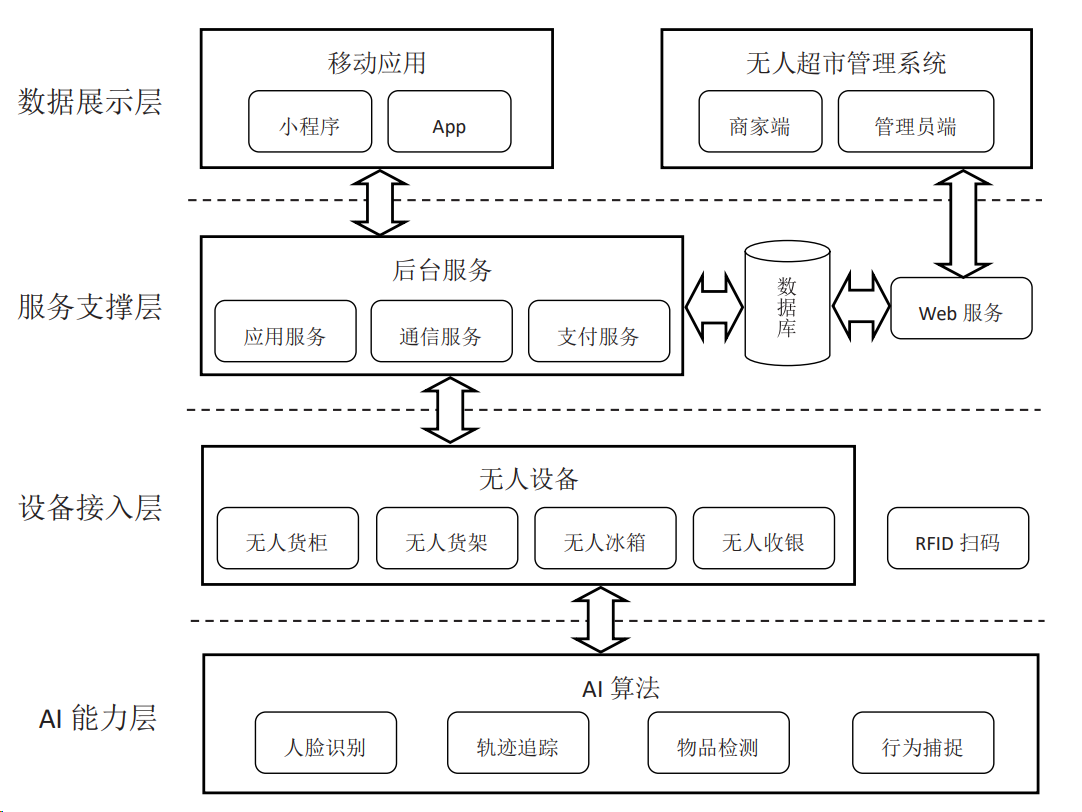 数据展示层
移动应用
小程序
App
无人超市管理系统
商家端
管理员端
服务支撑层
后台服务
应用服务
通信服务
支付服务
数据库
Web 服务
设备接入层
无人设备
无人货柜
无人货架
无人冰箱
无人收银
RFID 扫码
AI 能力层
AI 算法
人脸识别
轨迹追踪
物品检测
行为捕捉